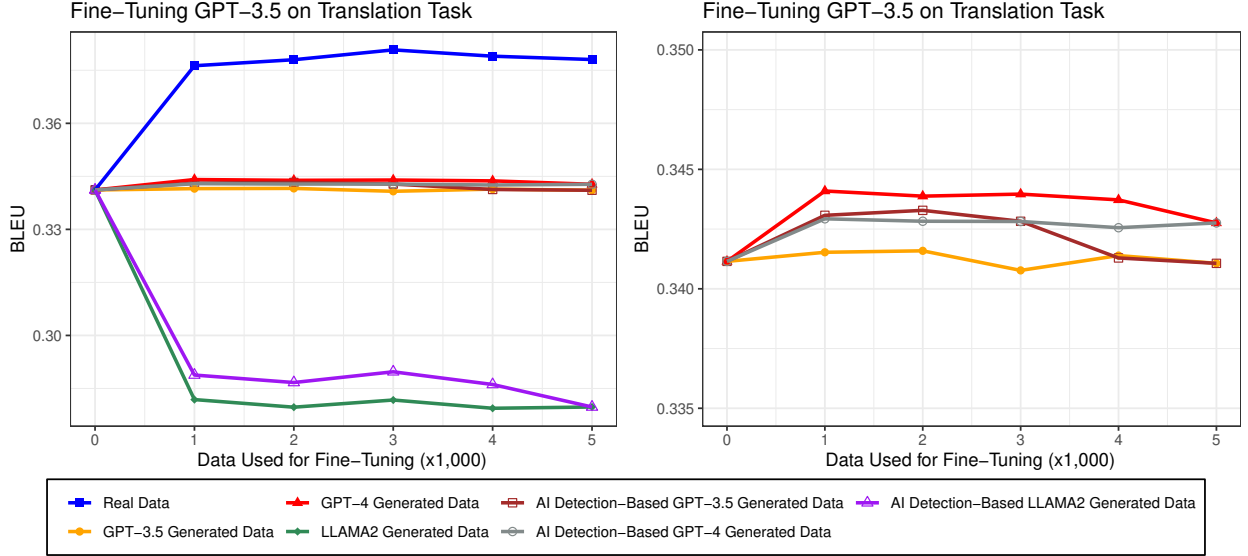 Fine−Tuning GPT−3.5 on Translation Task
BLEU
0.36
0.33
0.30
0 1 2 3 4 5
Data Used for Fine−Tuning (x1,000)
Fine−Tuning GPT−3.5 on Translation Task
BLEU
0.350
0.345
0.340
0.335
0 1 2 3 4 5
Data Used for Fine−Tuning (x1,000)
Real Data
GPT−4 Generated Data
AI Detection−Based GPT−3.5 Generated Data
AI Detection−Based LLAMA2 Generated Data
GPT−3.5 Generated Data
LLAMA2 Generated Data
AI Detection−Based GPT−4 Generated Data